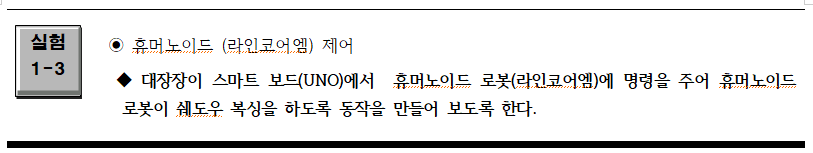 실험
1-3
◉ 휴머노이드 (라인코어엠) 제어
◆ 대장장이 스마트 보드(UNO)에서 휴머노이드 로봇(라인코어엠)에 명령을 주어 휴머노이드
로봇이 쉐도우 복싱을 하도록 동작을 만들어 보도록 한다.